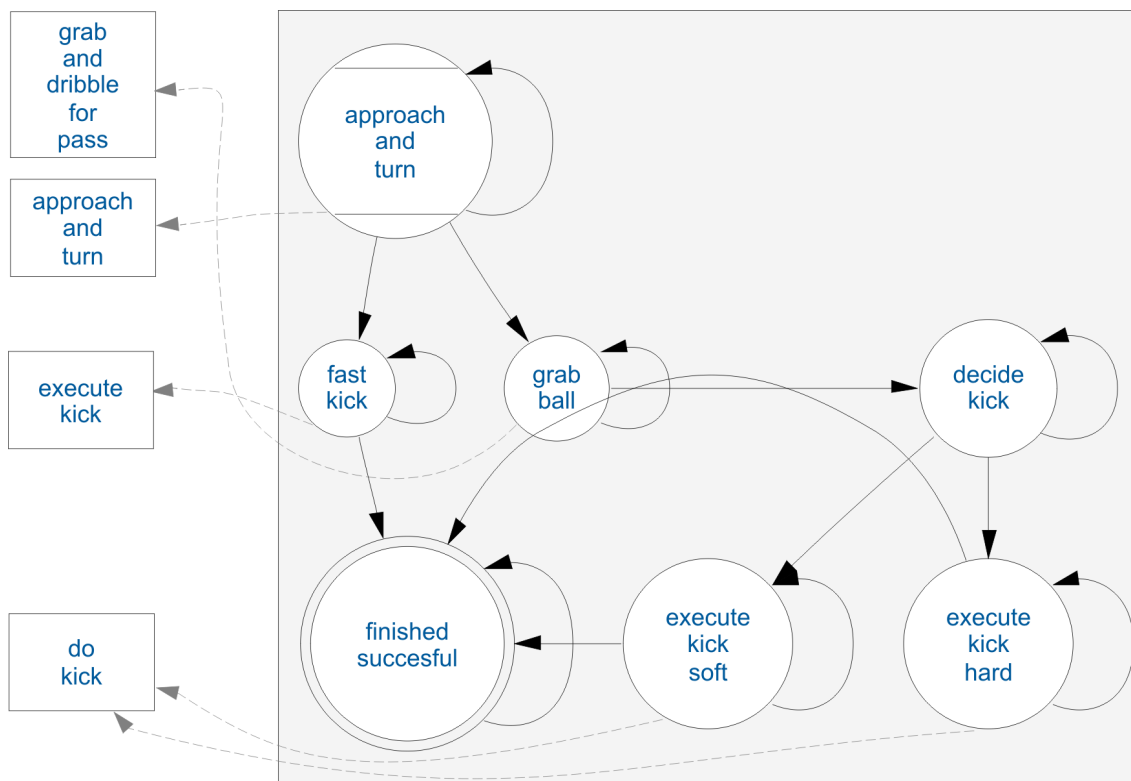 grab
and
dribble
for
pass
approach
and
turn
approach
and
turn
execute
kick
fast
kick
grab
ball
decide
kick
do
kick
finished
succesful
execute
kick
soft
execute
kick
hard